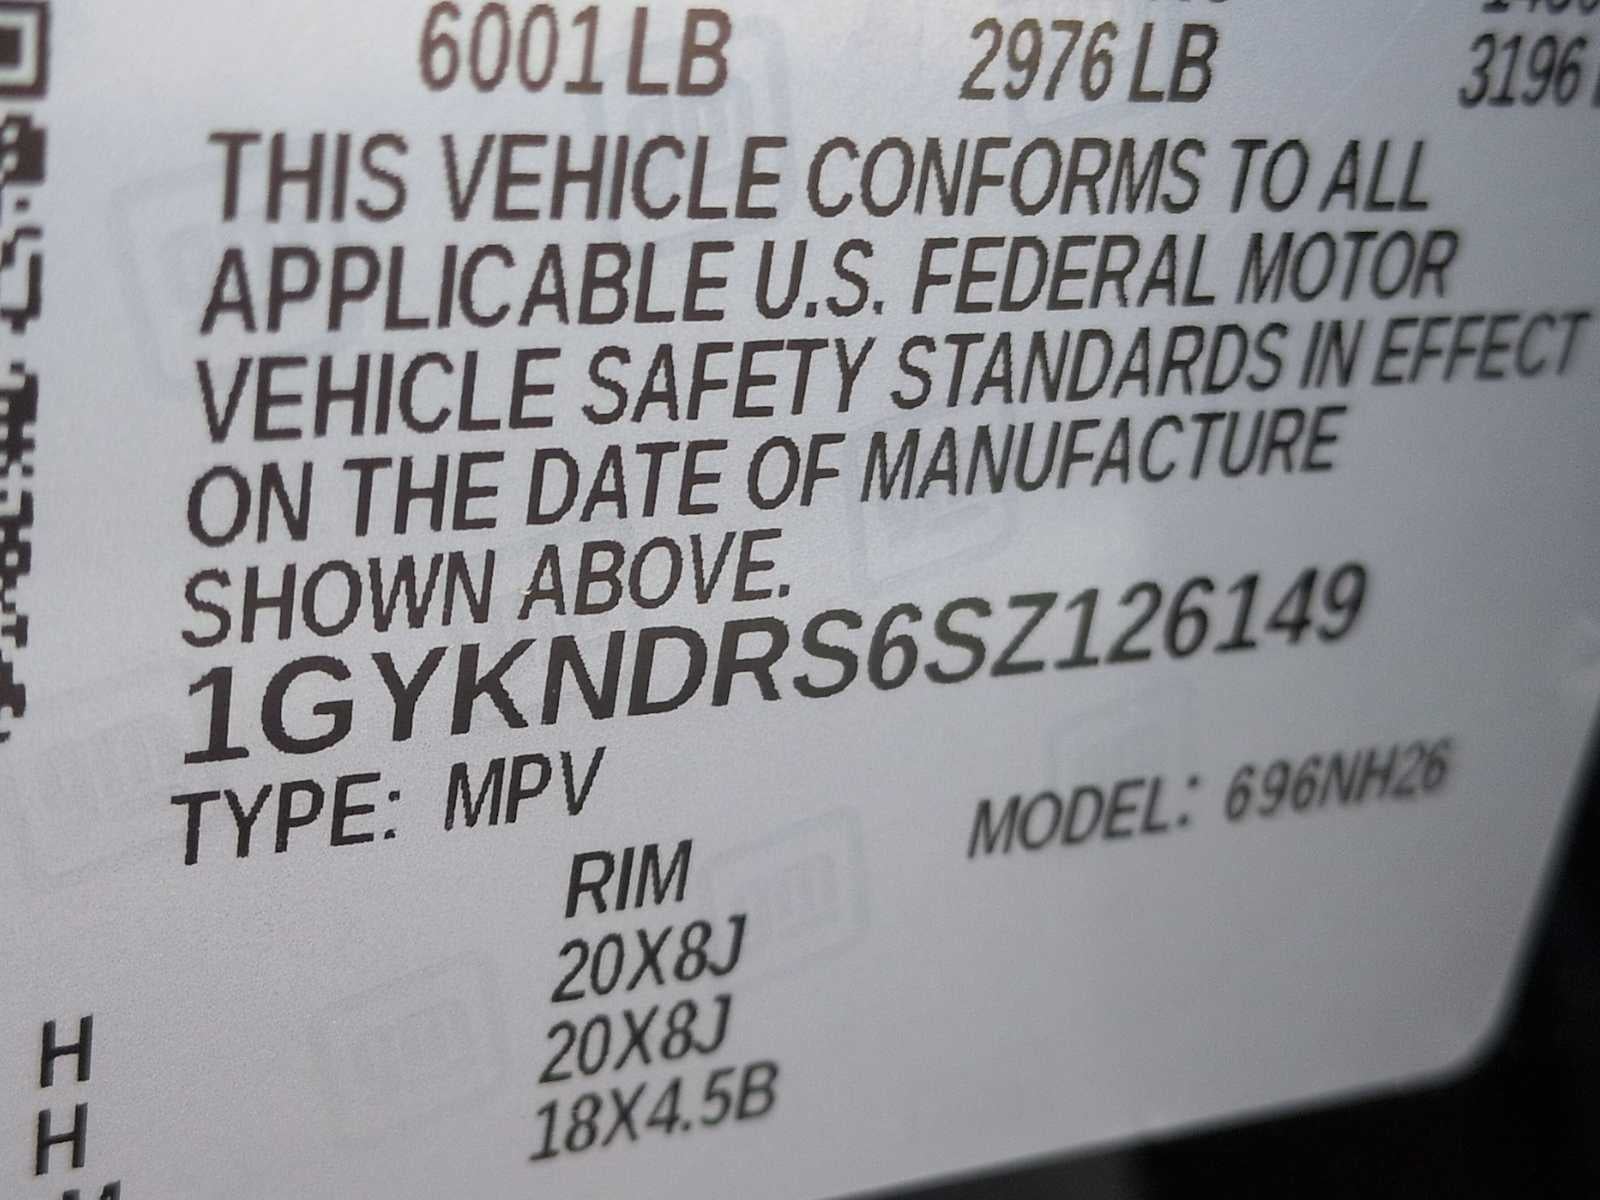 6001 LB 2976 LB 3196
THIS VEHICLE CONFORMS TO ALL
APPLICABLE U.S. FEDERAL MOTOR
VEHICLE SAFETY STANDARDS IN EFFECT
ON THE DATE OF MANUFACTURE
SHOWN ABOVE.
1GYKNDRS6SZ126149
TYPE: MPV MODEL: 696NH26
RIM
20X8J
H 20X8J
H 18X4.5B